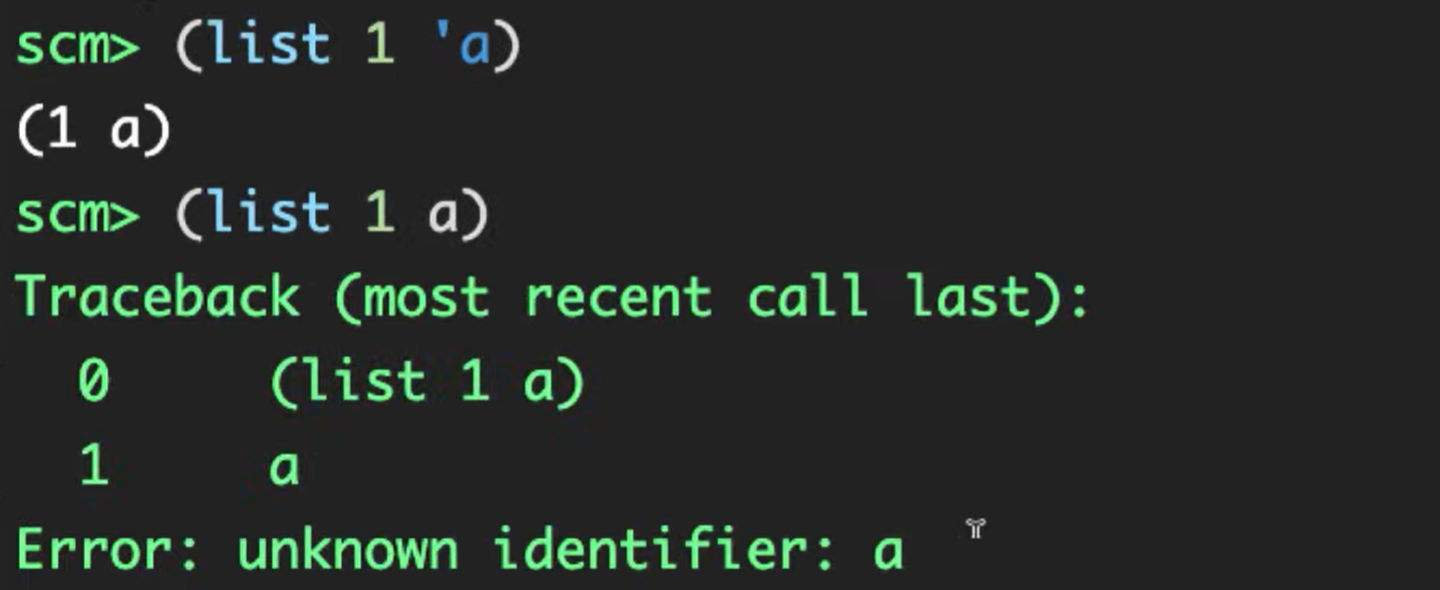 scm> (list 1 'a)
(1 a)
scm> (list 1 a)
Traceback (most recent call last):
  0     (list 1 a)
  1     a
Error: unknown identifier: a